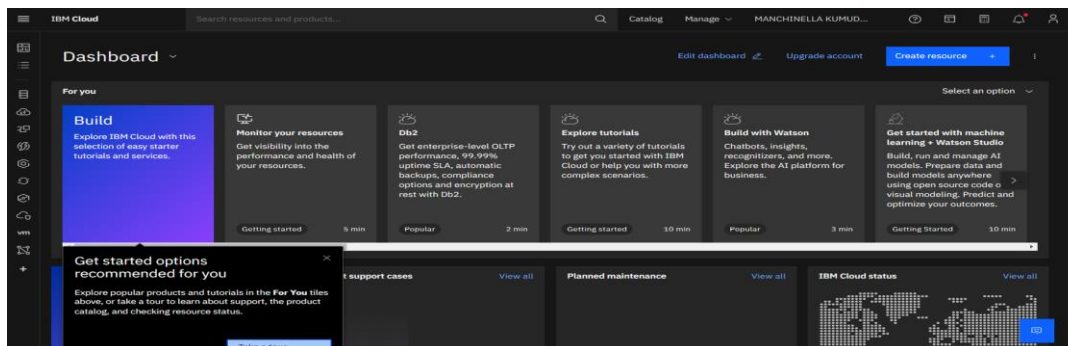 IBM Cloud
Search resources and products...
Catalog
Manage
MANCHINELLA KUMUD...
Dashboard
Edit dashboard
Upgrade account
Create resource +
For you
Select an option
Build
Explore IBM Cloud with this
selection of easy starter
tutorials and services.
Monitor your resources
Get visibility into the
performance and health of
your resources.
Getting started
5 min
Db2
Get enterprise-level OLTP
performance, 99.99%
uptime SLA, automatic
backups, compliance
options and encryption at
rest with Db2.
Popular
2 min
Explore tutorials
Try out a variety of tutorials
to get you started with IBM
Cloud or help you with more
complex scenarios.
Getting started
10 min
Build with Watson
Chatbots, insights,
recognitizers, and more.
Explore the AI platform for
business.
Popular
3 min
Get started with machine
learning + Watson Studio
Build, run and manage AI
models. Prepare data and
build models anywhere
using open source code o
visual modeling. Predict and
optimize your outcomes.
Getting Started
10 min
vm
Get started options
recommended for you
Explore popular products and tutorials in the For You tiles
above, or take a tour to learn about support, the product
catalog, and checking resource status.
t support cases
View all
Planned maintenance
View all
IBM Cloud status
View all